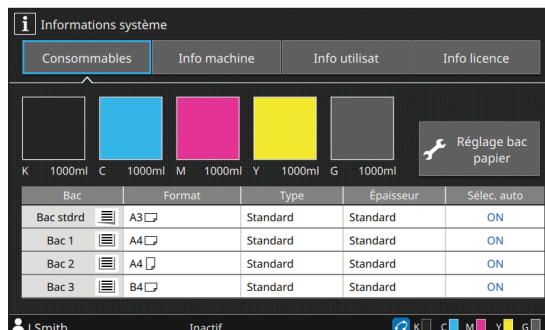 Informations système
Consommables Info machine Info utilisat Info licence
K 1000ml C 1000ml M 1000ml Y 1000ml G 1000ml
Réglage bac
papier
Bac Format Type Épaisseur Sélec. auto
Bac stdrd A3 Standard Standard ON
Bac 1 A4 Standard Standard ON
Bac 2 A4 Standard Standard ON
Bac 3 B4 Standard Standard ON
J.Smith Inactif K C M Y G